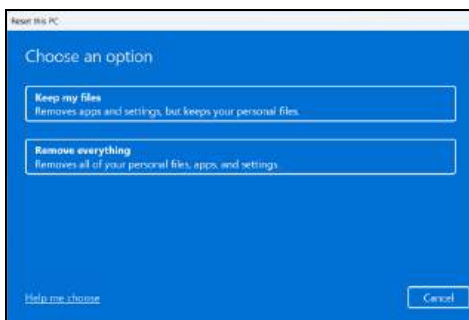 Reset this PC
Choose an option
Keep my files
Removes apps and settings, but keeps your personal files.
Remove everything
Removes all of your personal files, apps, and settings.
Help me choose
Cancel